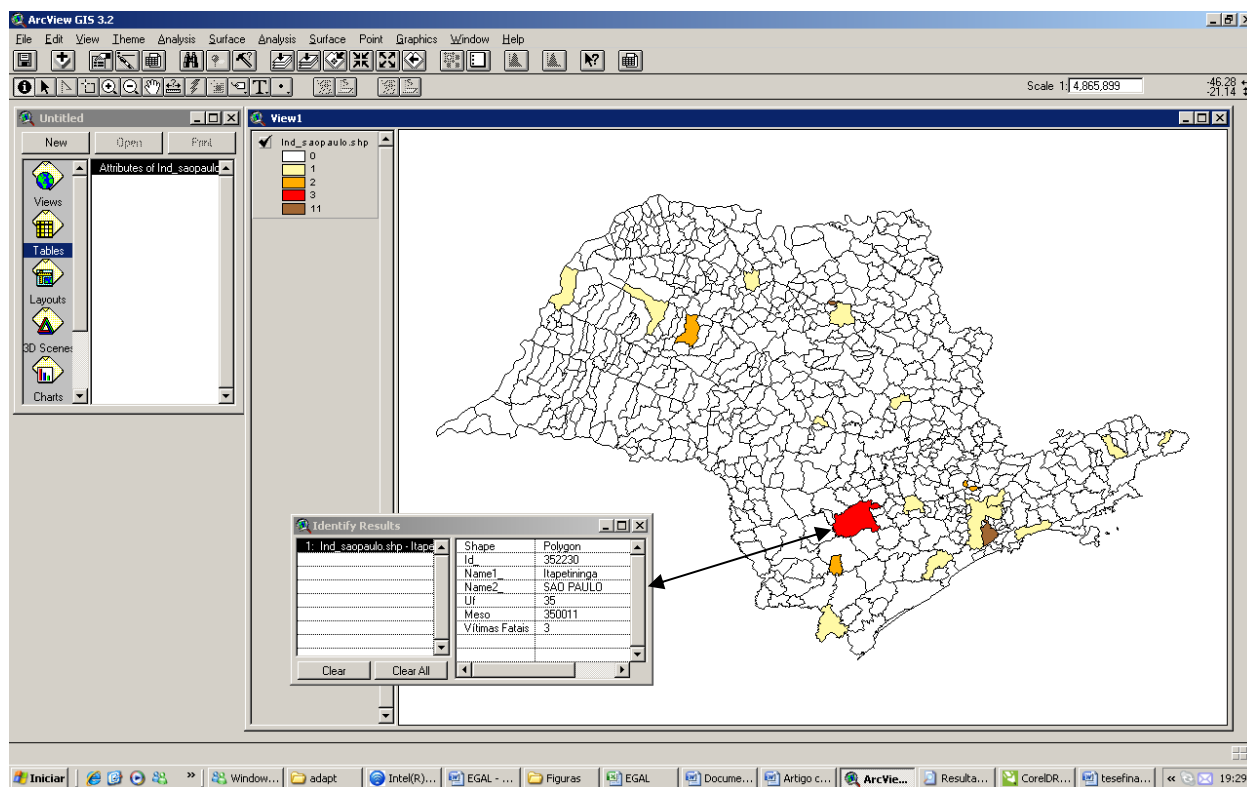 ArcView GIS 3.2
File Edit View Theme Analysis Surface Analysis Surface Point Graphics Window Help
Scale 1: 4,865,899
-46.28
-21.14
Untitled
New Open Print
Views
Tables
Layouts
3D Scenes
Charts
Attributes of Ind_saopaulo
View1
Ind_saopaulo.shp
0
1
2
3
11
Identify Results
1: Ind_saopaulo.shp - Itape
Shape Polygon
Id_ 352230
Name1_ Itapetininga
Name2_ SAO PAULO
Uf 35
Meso 350011
Vítimas Fatais 3
Clear Clear All
Iniciar » Window... adapt Intel(R)... EGAL - ... Figuras EGAL Docume... Artigo c... ArcVie... Resulta... CorelDR... tesefina... « 19:29